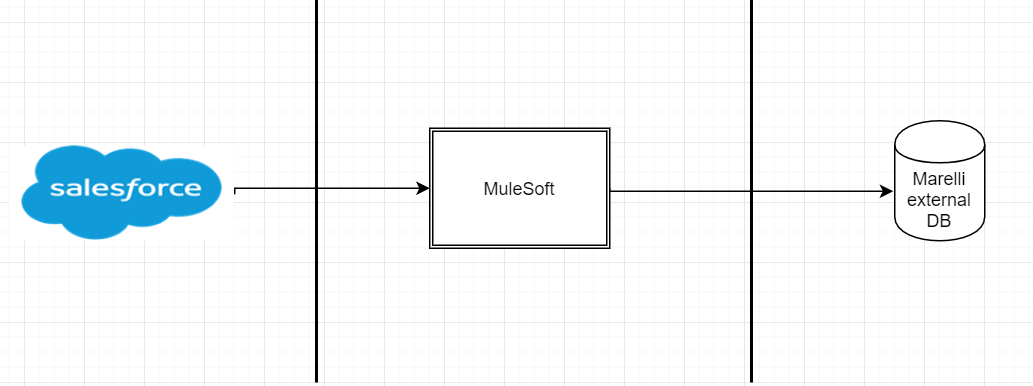 salesforce
MuleSoft
Marelli
external
DB